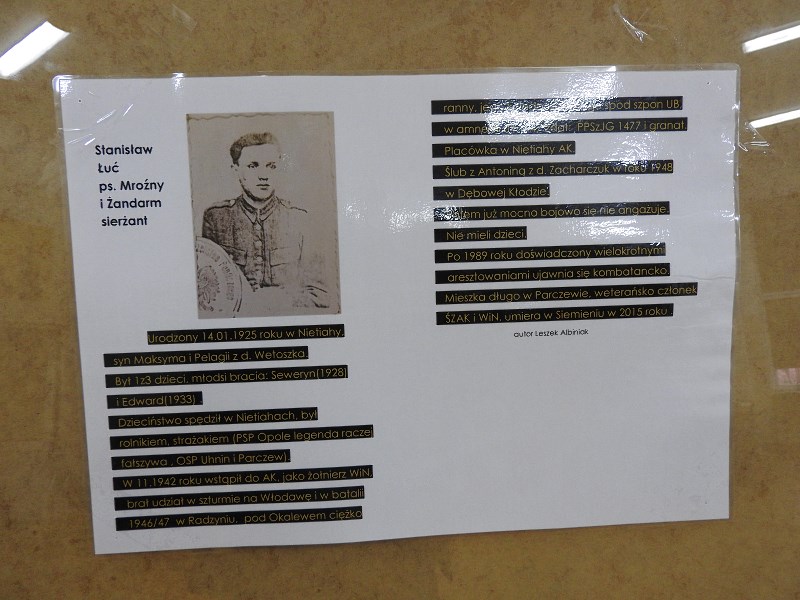 Stanisław
Łuć
ps. Mroźny
i Żandarm
sierżant
Urodzony 14.01.1925 roku w Nietiahy,
syn Maksyma i Pelagii z d. Wetoszka.
Był 1z3 dzieci, młodsi bracia: Seweryn(1928)
i Edward(1933) .
Dzieciństwo spędził w Nietiahach, był
rolnikiem, strażakiem (PSP Opole legenda raczej
fałszywa , OSP Uhnin i Parczew).
W 11.1942 roku wstąpił do AK, jako żołnierz WiN,
brał udział w szturmie na Włodawę i w batalii
1946/47 w Radzyniu, pod Okalewem ciężko
ranny, spod szpon UB,
w PPSzJG 1477 i granat.
Placówka w Nietiahy AK.
Ślub z Antoniną z d. Zacharczuk w roku 1948
w Dębowej Kłodzie.
już mocno bojowo się nie angażuje.
Nie mieli dzieci.
Po 1989 roku doświadczony wielokrotnymi
aresztowaniami ujawnia się kombatancko.
Mieszka długo w Parczewie, weterańsko członek
ŚZAK i WiN, umiera w Siemieniu w 2015 roku .
autor Leszek Albiniak